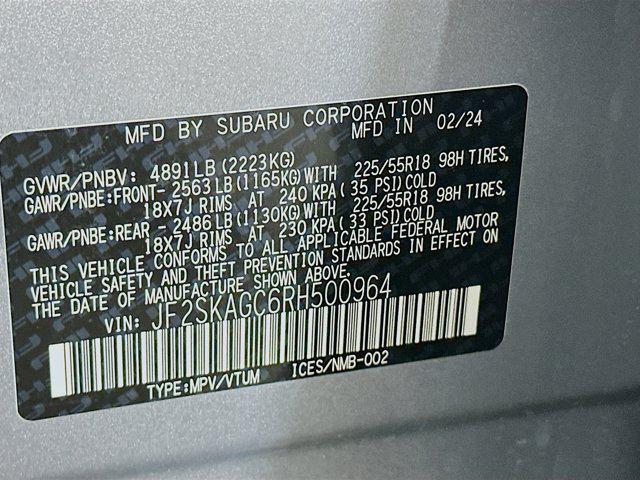 MFD BY SUBARU CORPORATION
MFD IN 02/24
GVWR/PNBV: 4891LB(2223KG)
GAWR/PNBE:FRONT- 2563LB(1165KG)WITH 225/55R18 98H TIRES,
18X7J RIMS AT 240 KPA(35 PSI)COLD
GAWR/PNBE:REAR - 2486LB(1130KG)WITH 225/55R18 98H TIRES,
18X7J RIMS AT 230 KPA(33 PSI)COLD
THIS VEHICLE CONFORMS TO ALL APPLICABLE FEDERAL MOTOR
VEHICLE SAFETY AND THEFT PREVENTION STANDARDS IN EFFECT ON
THE DATE OF MANUFACTURE SHOWN ABOVE.
VIN: JF2SKAGC6RH500964
TYPE:MPV/VTUM ICES/NMB-002